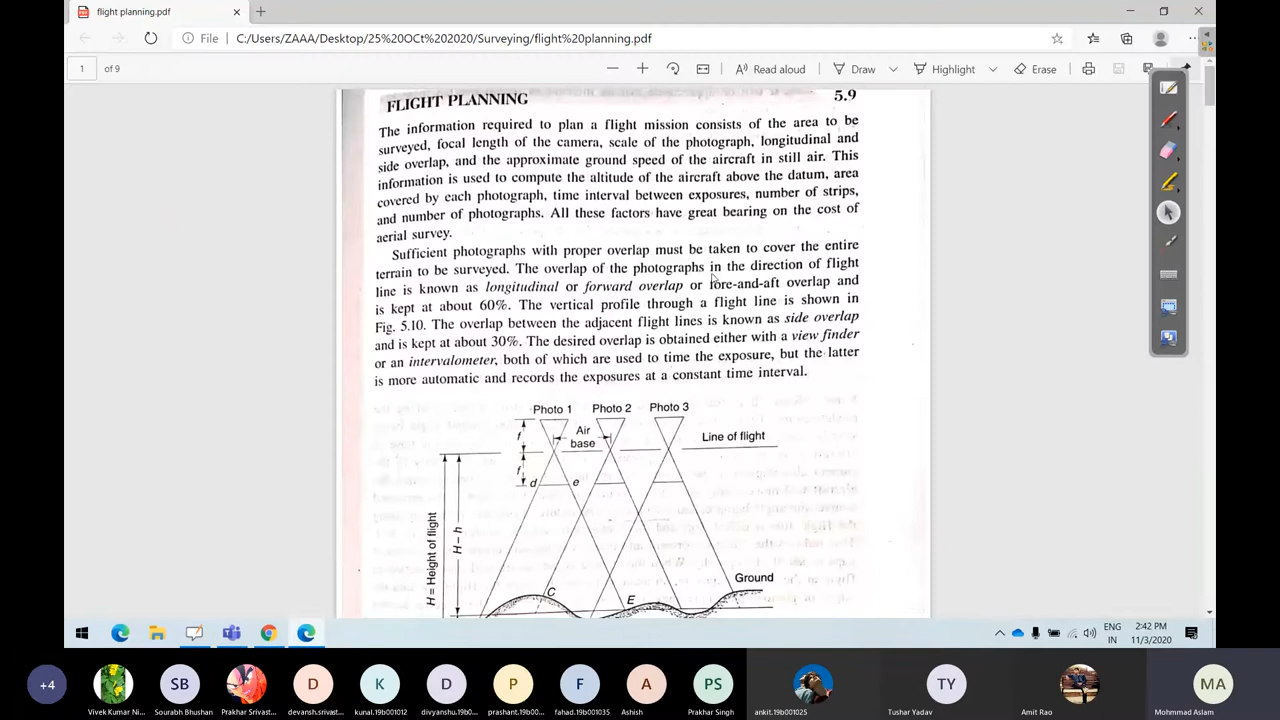 flight planning.pdf
File
C:/Users/ZAAA/Desktop/25%20OCt%202020/Surveying/flight%20planning.pdf
1
of 9
Read aloud
Draw
Highlight
Erase
FLIGHT PLANNING
5.9
The information required to plan a flight mission consists of the area to be
surveyed, focal length of the camera, scale of the photograph, longitudinal and
side overlap, and the approximate ground speed of the aircraft in still air. This
information is used to compute the altitude of the aircraft above the datum, area
covered by each photograph, time interval between exposures, number of strips,
and number of photographs. All these factors have great bearing on the cost of
aerial survey.
Sufficient photographs with proper overlap must be taken to cover the entire
terrain to be surveyed. The overlap of the photographs in the direction of flight
line is known as longitudinal or forward overlap or fore-and-aft overlap and
is kept at about 60%. The vertical profile through a flight line is shown in
Fig. 5.10. The overlap between the adjacent flight lines is known as side overlap
and is kept at about 30%. The desired overlap is obtained either with a view finder
or an intervalometer, both of which are used to time the exposure, but the latter
is more automatic and records the exposures at a constant time interval.
Photo 1
Photo 2
Photo 3
f
Air
base
Line of flight
f
d
e
H = Height of flight
H – h
C
E
Ground
ENG
IN
2:42 PM
11/3/2020
+4
SB
D
K
D
P
F
A
PS
TY
MA
Vivek Kumar Ni...
Sourabh Bhushan
Prakhar Srivast...
devansh.srivast...
kunal.19b001012
divyanshu.19b0...
prashant.19b00...
fahad.19b001035
Ashish
Prakhar Singh
ankit.19b001025
Tushar Yadav
Amit Rao
Mohmmad Aslam